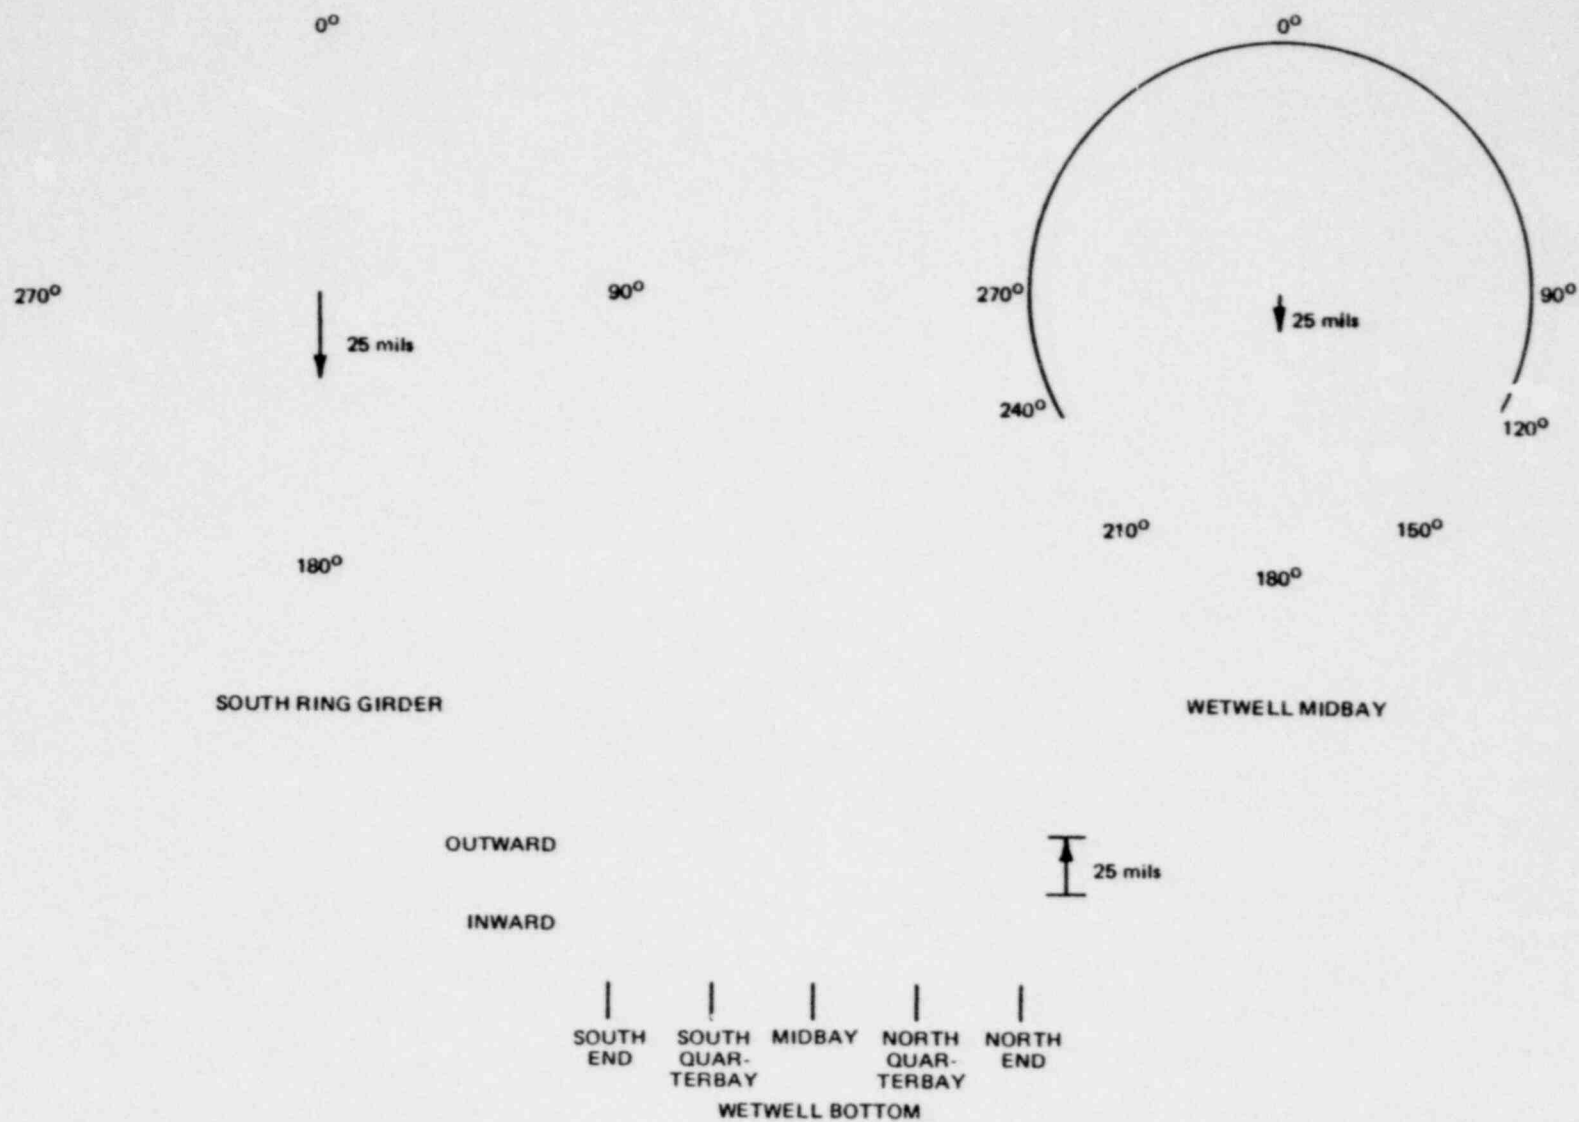 0°
0°
270°
90°
25 mils
270°
90°
25 mils
240°
120°
210°
150°
180°
180°
SOUTH RING GIRDER
WETWELL MIDBAY
OUTWARD
25 mils
INWARD
SOUTH
END
SOUTH
QUAR-
TERBAY
MIDBAY
NORTH
QUAR-
TERBAY
NORTH
END
WETWELL BOTTOM